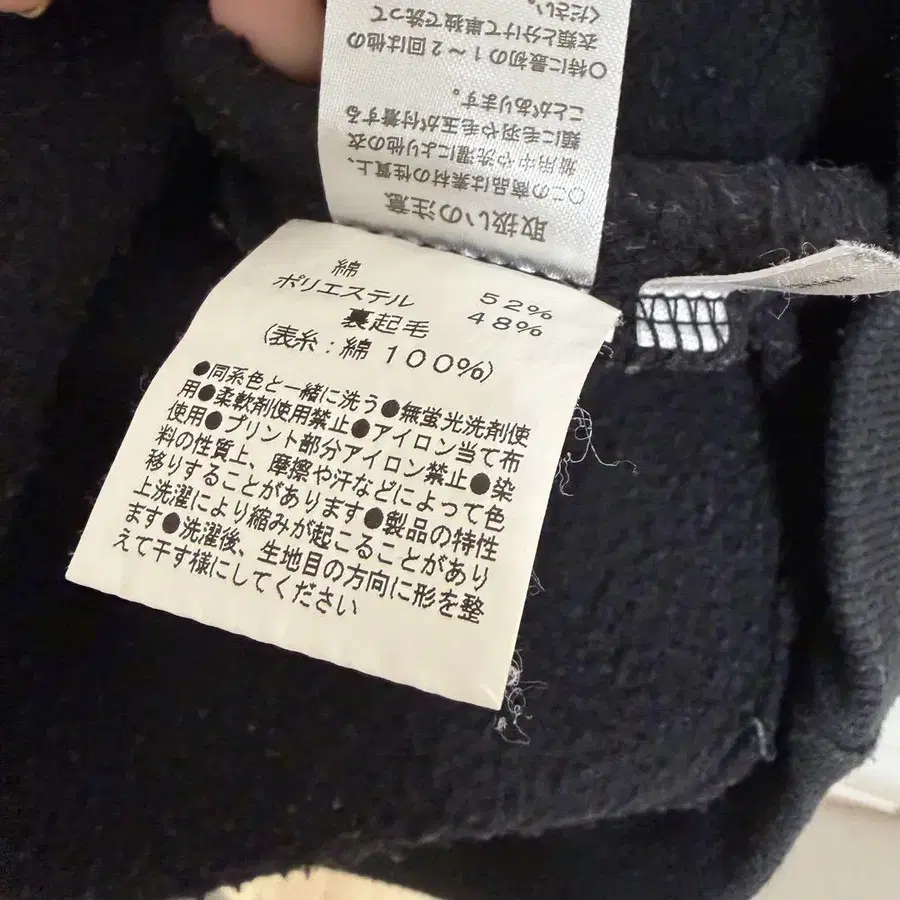 綿 52%
ポリエステル 48%
裏起毛
(表糸:綿 100%)
●同系色と一緒に洗う●無蛍光洗剤使
用●柔軟剤使用禁止●アイロン当て布
使用●プリント部分アイロン禁止●染
料の性質上、摩擦や汗などによって色
移りすることがあります●製品の特性
上洗濯により縮みが起こることがあり
ます●洗濯後、生地目の方向に形を整
えて干す様にしてください
取扱いの注意
○この商品は素材の性質上、
着用中や洗濯により他の衣
類に毛羽や毛玉が付着する
ことがあります。
○特に最初の1～2回は他の
衣類と分けて単独で洗って
ください。